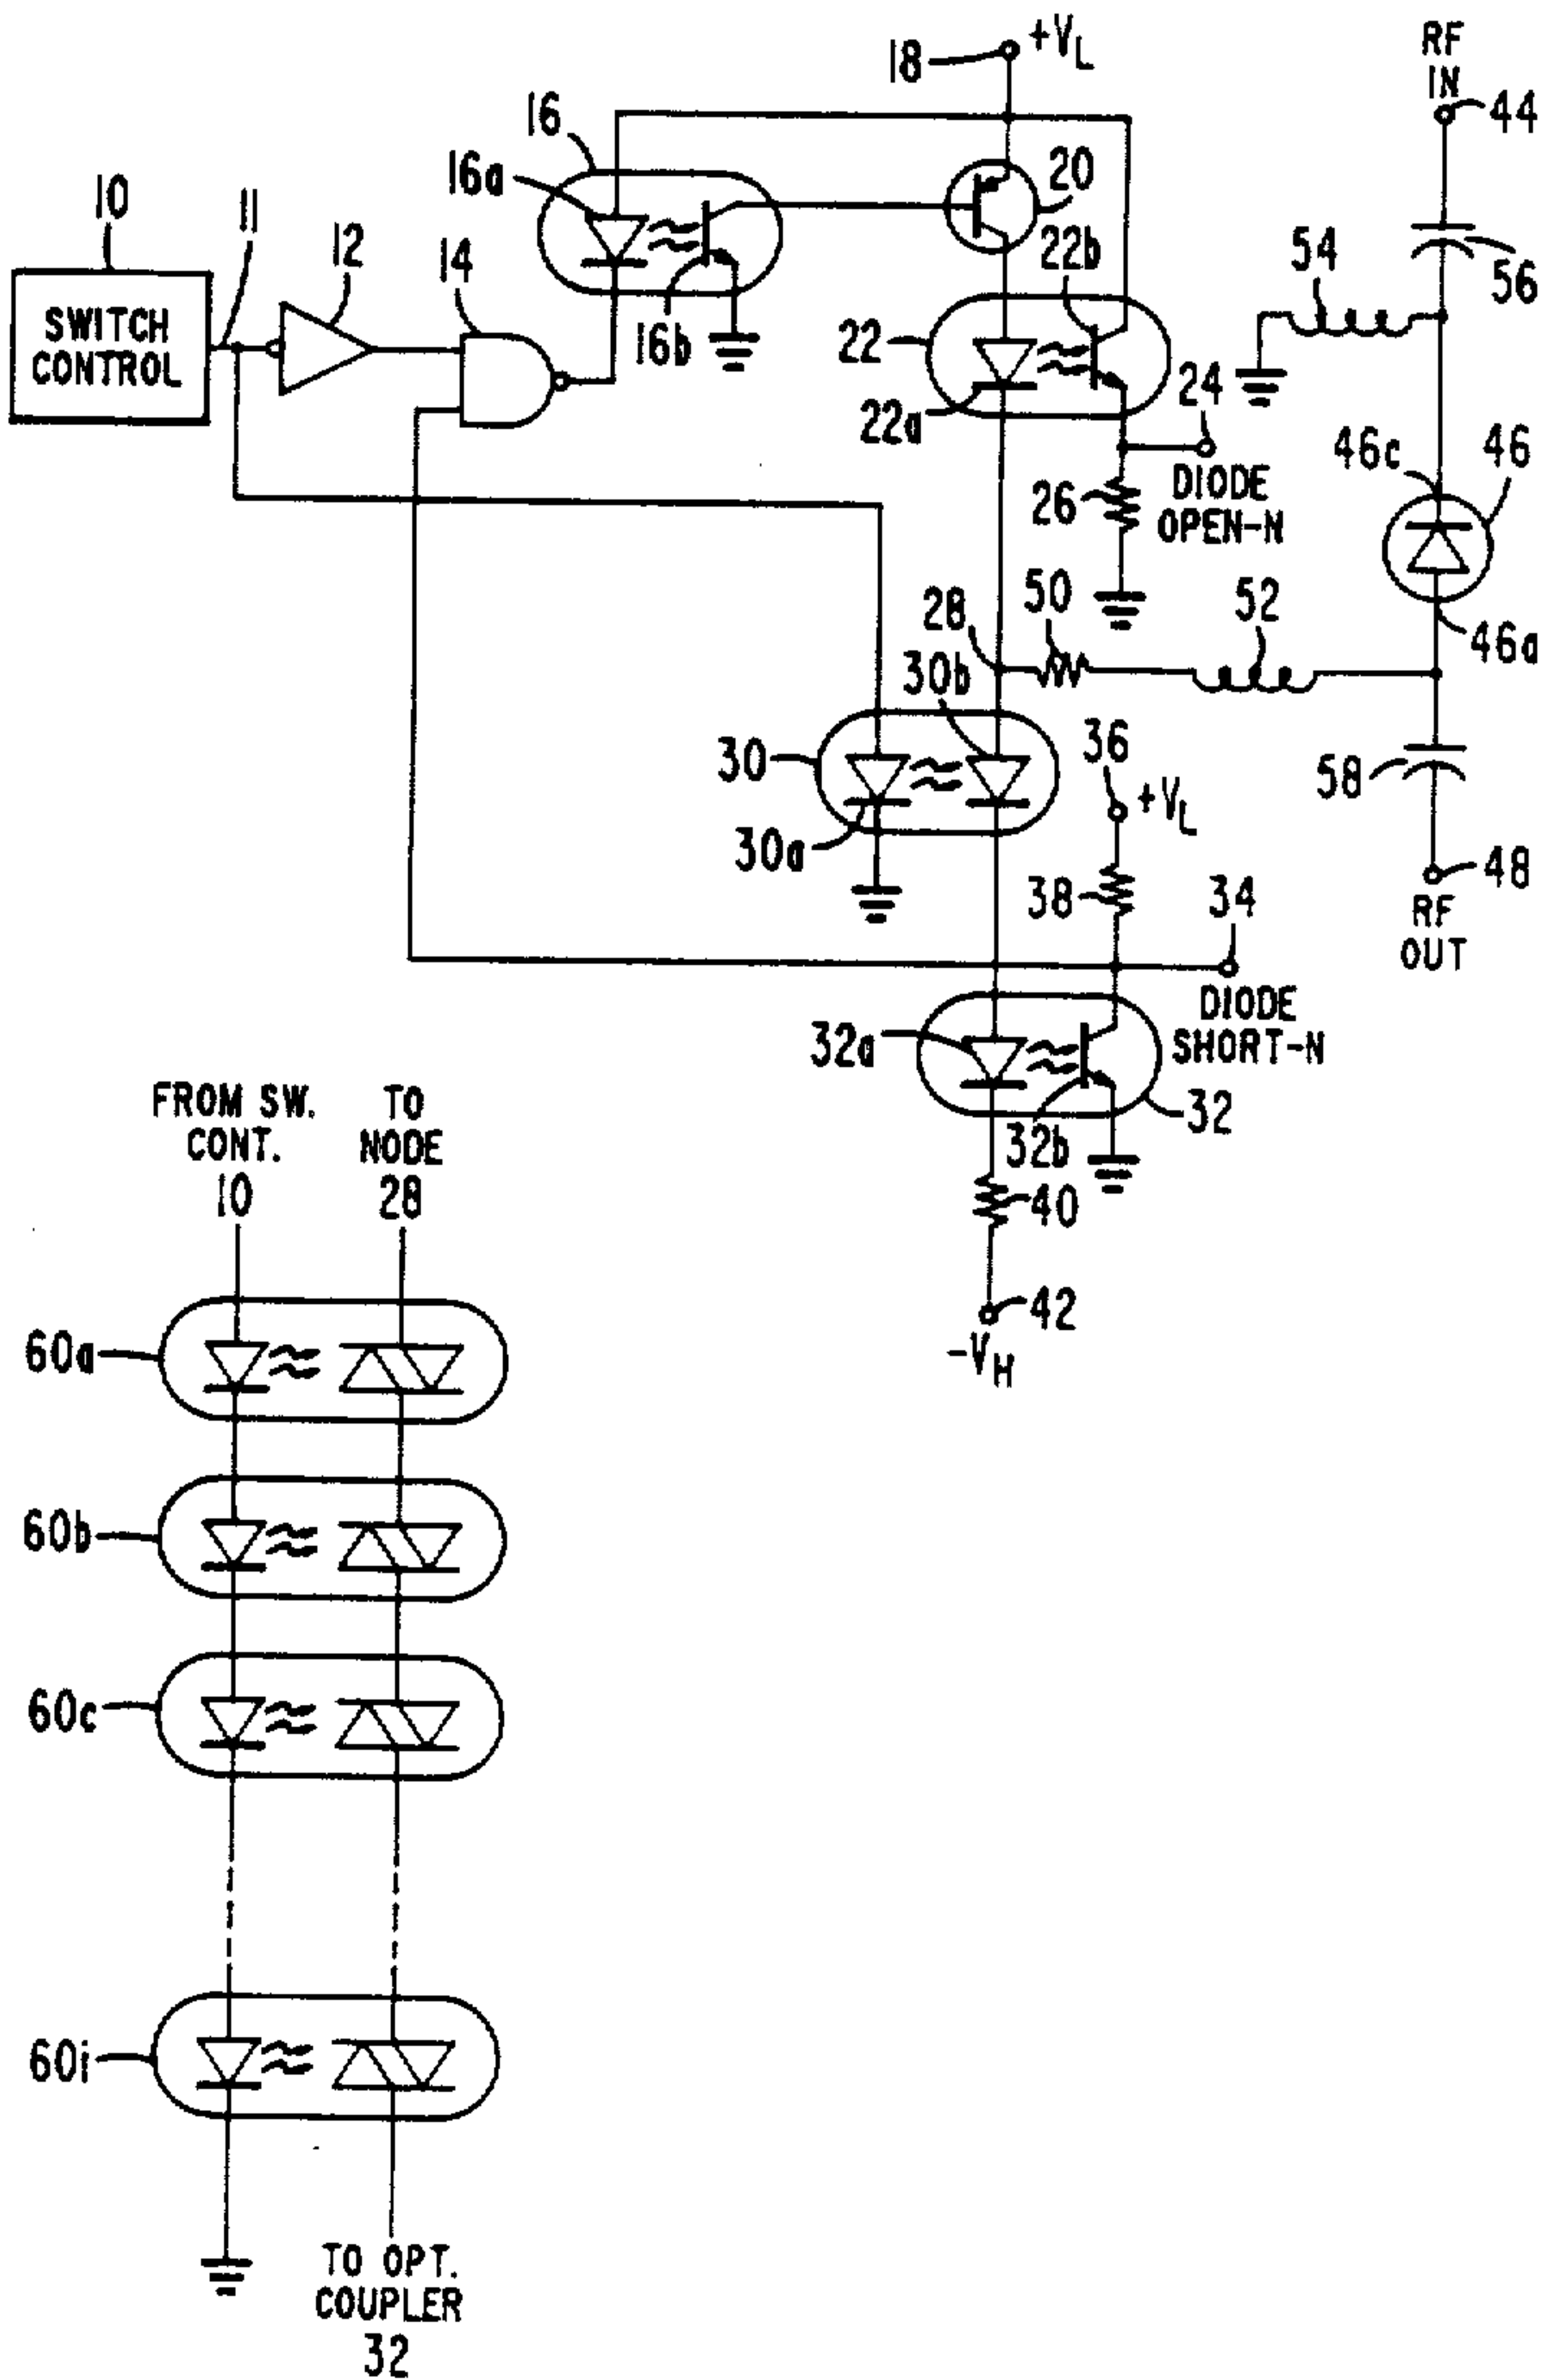 18
+VL
RF
IN
44
16
16a
20
10
11
12
14
22b
54
56
SWITCH
CONTROL
16b
22
24
22a
46c
46
26
DIODE
OPEN-N
50
52
28
30b
46a
30
36
+VL
58
30a
38
34
48
RF
OUT
32a
DIODE
SHORT-N
FROM SW.
CONT.
10
TO
NODE
28
32b
32
40
42
-VH
60a
60b
60c
60i
TO OPT.
COUPLER
32